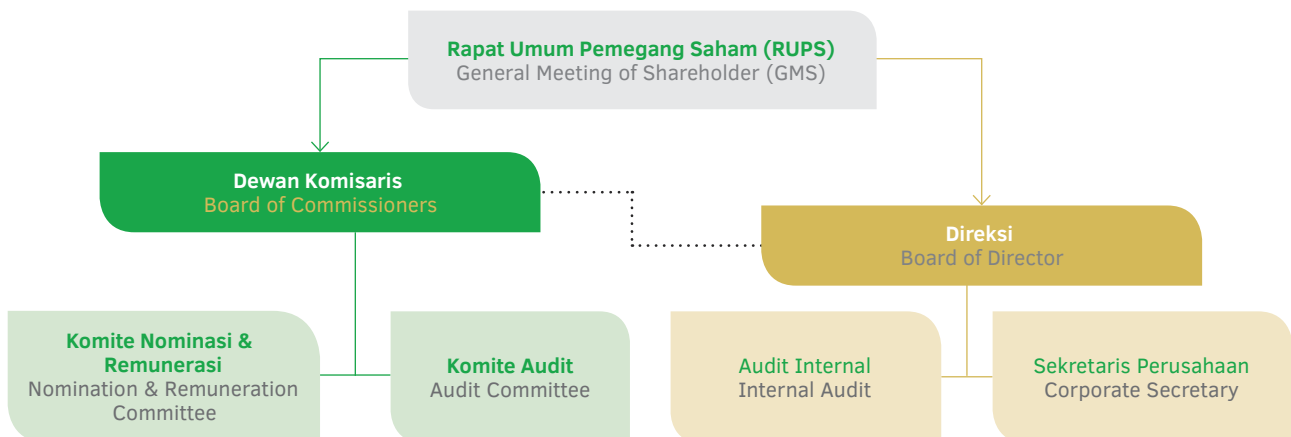 Rapat Umum Pemegang Saham (RUPS)
General Meeting of Shareholder (GMS)
Dewan Komisaris
Board of Commissioners
Direksi
Board of Director
Komite Nominasi &
Remunerasi
Nomination & Remuneration
Committee
Komite Audit
Audit Committee
Audit Internal
Internal Audit
Sekretaris Perusahaan
Corporate Secretary